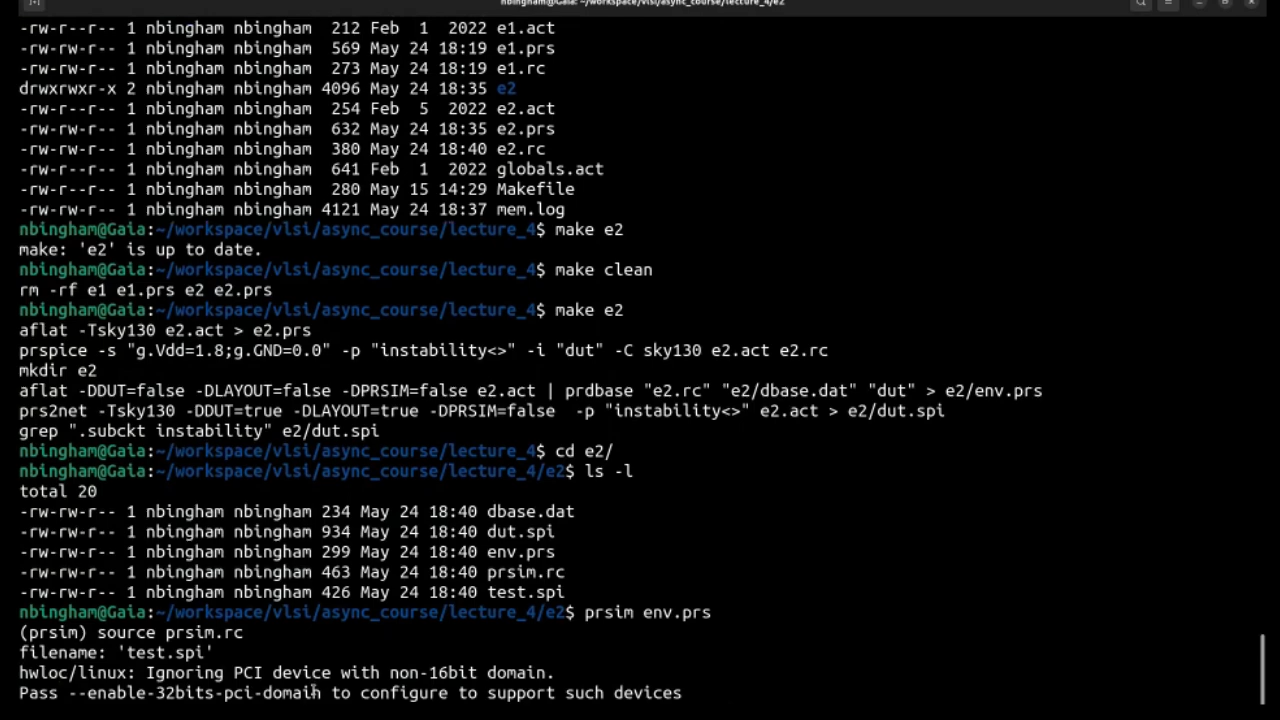 nbingham@Gaia: ~/workspace/vlsi/async_course/lecture_4/e2
-rw-r--r-- 1 nbingham nbingham  212 Feb  1  2022 e1.act
-rw-rw-r-- 1 nbingham nbingham  569 May 24 18:19 e1.prs
-rw-rw-r-- 1 nbingham nbingham  273 May 24 18:19 e1.rc
drwxrwxr-x 2 nbingham nbingham 4096 May 24 18:35 e2
-rw-r--r-- 1 nbingham nbingham  254 Feb  5  2022 e2.act
-rw-rw-r-- 1 nbingham nbingham  632 May 24 18:35 e2.prs
-rw-rw-r-- 1 nbingham nbingham  380 May 24 18:40 e2.rc
-rw-r--r-- 1 nbingham nbingham  641 Feb  1  2022 globals.act
-rw-r--r-- 1 nbingham nbingham  280 May 15 14:29 Makefile
-rw-rw-r-- 1 nbingham nbingham 4121 May 24 18:37 mem.log
nbingham@Gaia:~/workspace/vlsi/async_course/lecture_4$ make e2
make: 'e2' is up to date.
nbingham@Gaia:~/workspace/vlsi/async_course/lecture_4$ make clean
rm -rf e1 e1.prs e2 e2.prs
nbingham@Gaia:~/workspace/vlsi/async_course/lecture_4$ make e2
aflat -Tsky130 e2.act > e2.prs
prspice -s "g.Vdd=1.8;g.GND=0.0" -p "instability<>" -i "dut" -C sky130 e2.act e2.rc
mkdir e2
aflat -DDUT=false -DLAYOUT=false -DPRSIM=false e2.act | prdbase "e2.rc" "e2/dbase.dat" "dut" > e2/env.prs
prs2net -Tsky130 -DDUT=true -DLAYOUT=true -DPRSIM=false  -p "instability<>" e2.act > e2/dut.spi
grep ".subckt instability" e2/dut.spi
nbingham@Gaia:~/workspace/vlsi/async_course/lecture_4$ cd e2/
nbingham@Gaia:~/workspace/vlsi/async_course/lecture_4/e2$ ls -l
total 20
-rw-rw-r-- 1 nbingham nbingham 234 May 24 18:40 dbase.dat
-rw-rw-r-- 1 nbingham nbingham 934 May 24 18:40 dut.spi
-rw-rw-r-- 1 nbingham nbingham 299 May 24 18:40 env.prs
-rw-rw-r-- 1 nbingham nbingham 463 May 24 18:40 prsim.rc
-rw-rw-r-- 1 nbingham nbingham 426 May 24 18:40 test.spi
nbingham@Gaia:~/workspace/vlsi/async_course/lecture_4/e2$ prsim env.prs
(prsim) source prsim.rc
filename: 'test.spi'
hwloc/linux: Ignoring PCI device with non-16bit domain.
Pass --enable-32bits-pci-domain to configure to support such devices